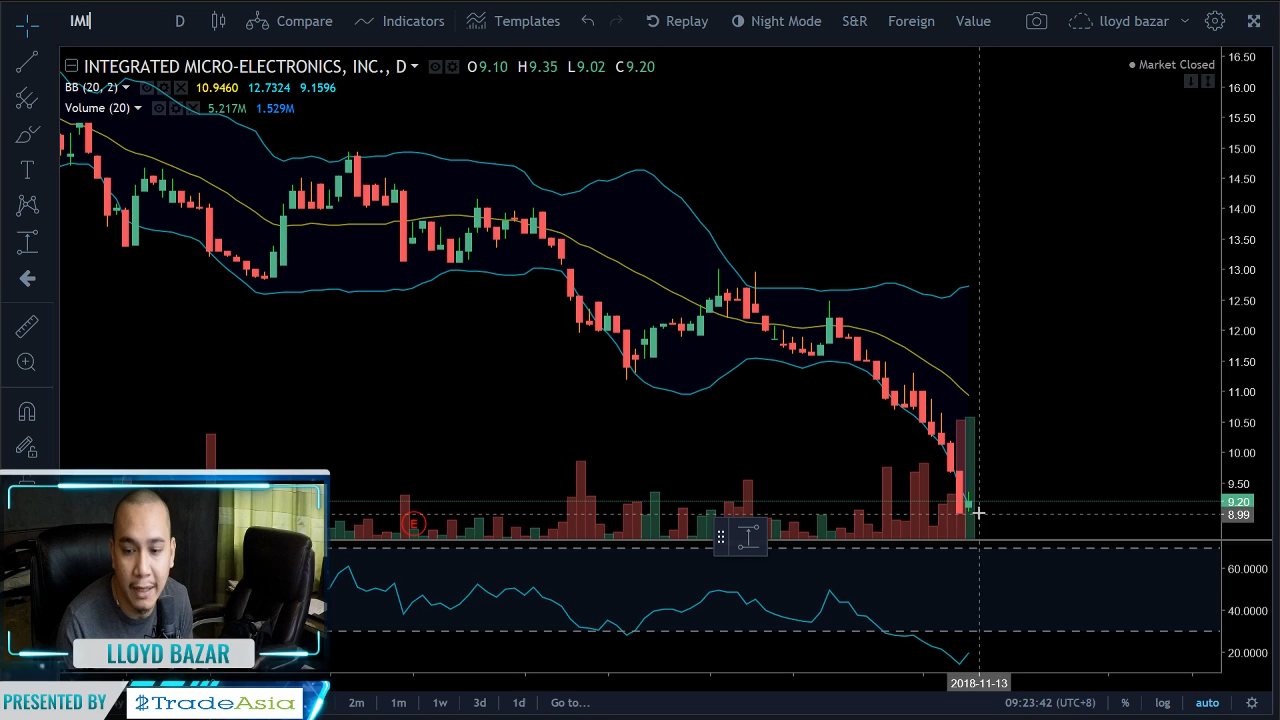 IMI D Compare Indicators Templates Replay Night Mode S&R Foreign Value lloyd bazar
INTEGRATED MICRO-ELECTRONICS, INC., D O9.10 H9.35 L9.02 C9.20
Market Closed
BB (20, 2) 10.9460 12.7324 9.1596
Volume (20) 5.217M 1.529M
16.50
16.00
15.50
15.00
14.50
14.00
13.50
13.00
12.50
12.00
11.50
11.00
10.50
10.00
9.50
9.20
8.99
E
60.0000
40.0000
20.0000
LLOYD BAZAR
2018-11-13
PRESENTED BY TradeAsia
2m 1m 1w 3d 1d Go to... 09:23:42 (UTC+8) % log auto